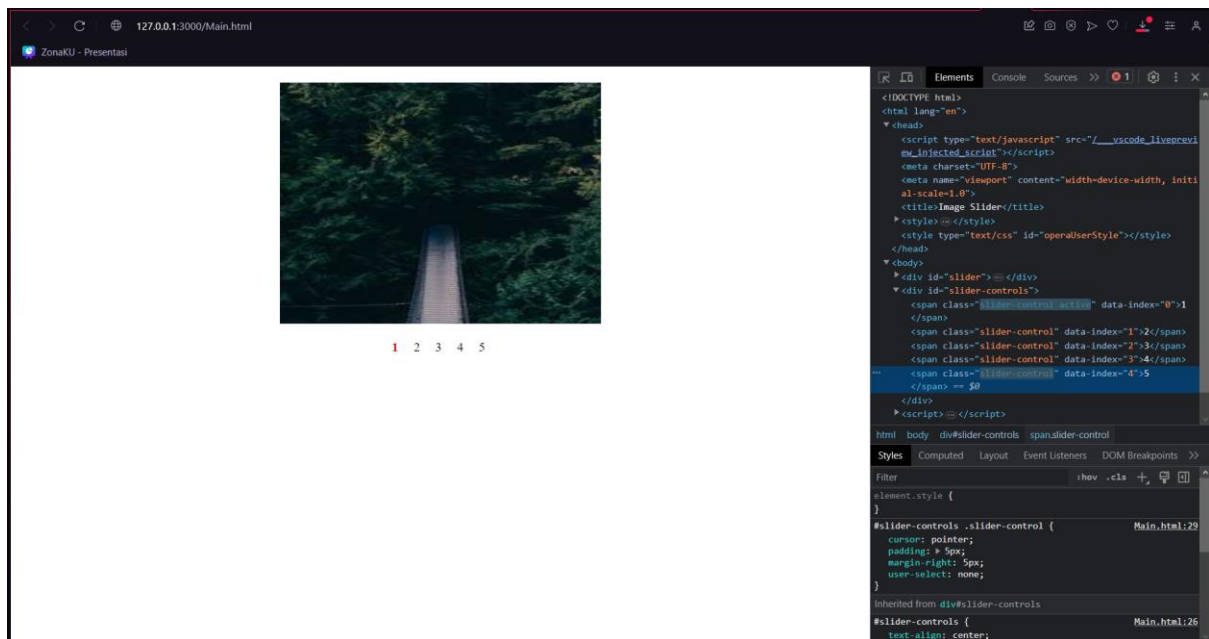 127.0.0.1:3000/Main.html
ZonaKU - Presentasi
1 2 3 4 5
Elements Console Sources >> 1
<!DOCTYPE html>
<html lang="en">
<head>
<script type="text/javascript" src="/___vscode_liveprevi
ew_injected_script"></script>
<meta charset="UTF-8">
<meta name="viewport" content="width=device-width, initi
al-scale=1.0">
<title>Image Slider</title>
<style>…</style>
<style type="text/css" id="operaUserStyle"></style>
</head>
<body>
<div id="slider">…</div>
<div id="slider-controls">
<span class="slider-control active" data-index="0">1
</span>
<span class="slider-control" data-index="1">2</span>
<span class="slider-control" data-index="2">3</span>
<span class="slider-control" data-index="3">4</span>
<span class="slider-control" data-index="4">5
</span> == $0
</div>
<script>…</script>
html body div#slider-controls span.slider-control
Styles Computed Layout Event Listeners DOM Breakpoints >>
Filter :hov .cls
element.style {
}
#slider-controls .slider-control { Main.html:29
cursor: pointer;
padding: 5px;
margin-right: 5px;
user-select: none;
}
Inherited from div#slider-controls
#slider-controls { Main.html:26
text-align: center;